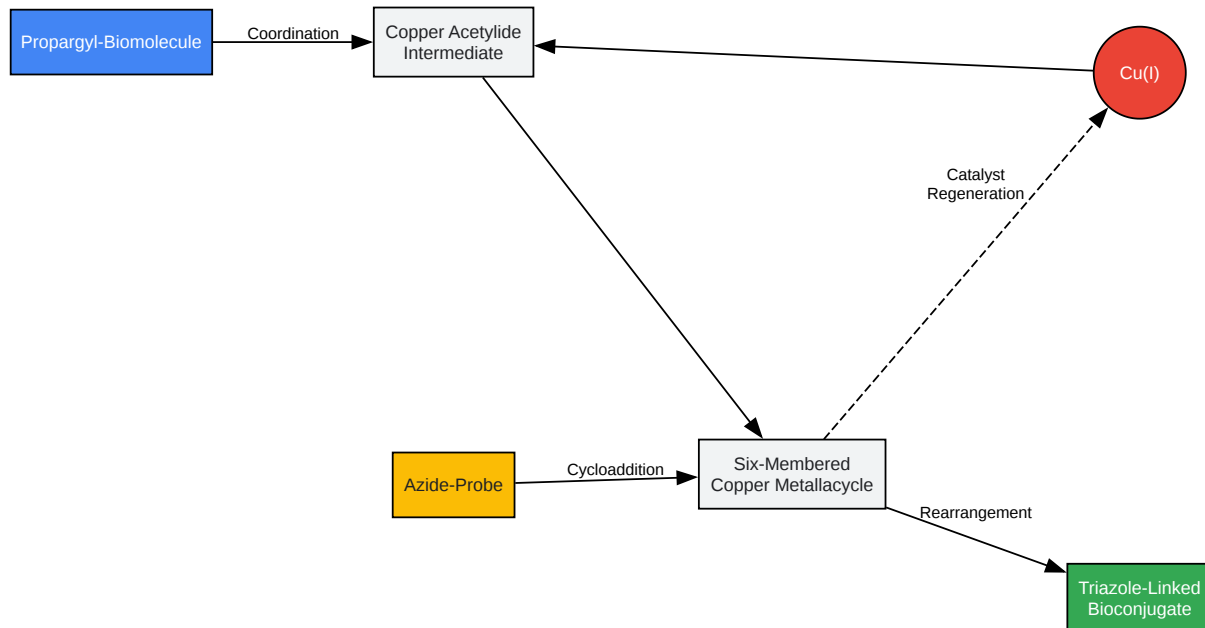 Propargyl-Biomolecule
Coordination
Copper Acetylide
Intermediate
Cu(I)
Catalyst
Regeneration
Azide-Probe
Cycloaddition
Six-Membered
Copper Metallacycle
Rearrangement
Triazole-Linked
Bioconjugate